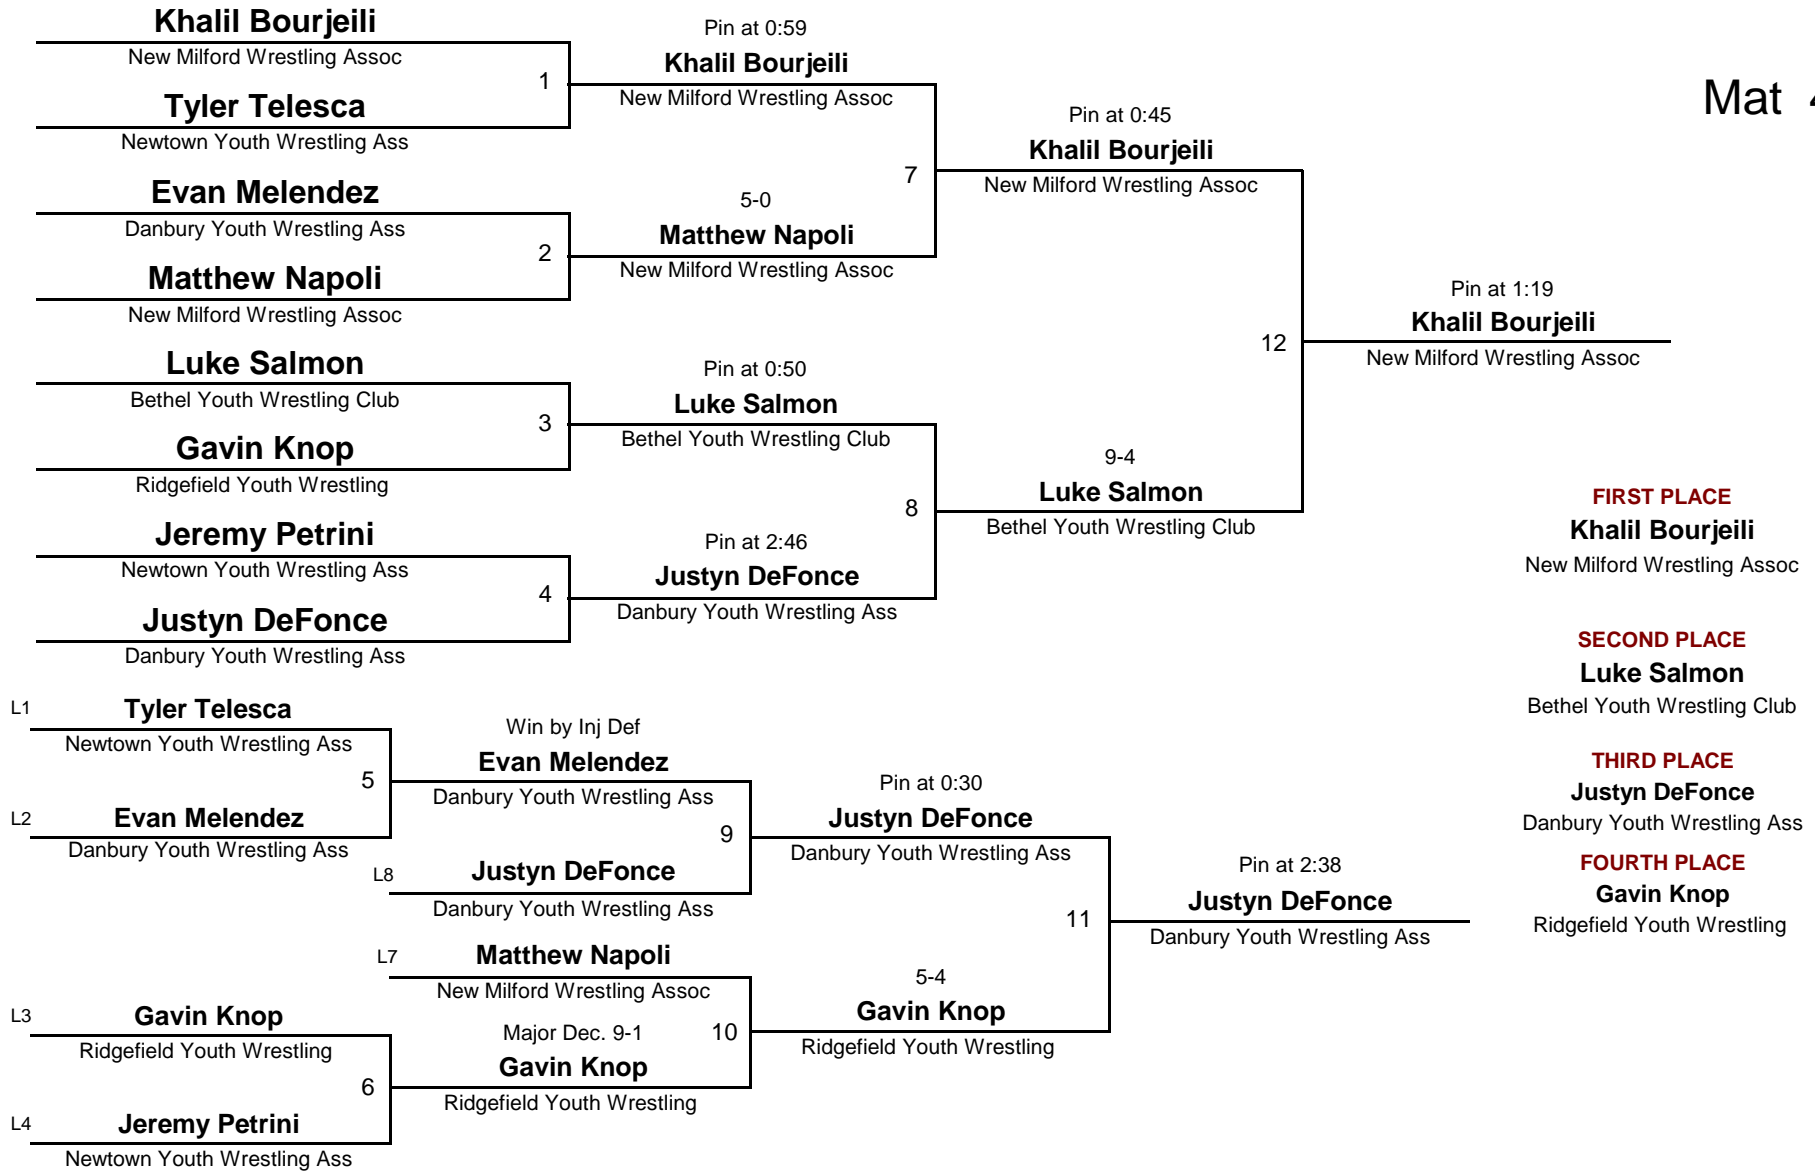 Khalil Bourjeili
New Milford Wrestling Assoc
1
Tyler Telesca
Newtown Youth Wrestling Ass
Evan Melendez
Danbury Youth Wrestling Ass
2
Matthew Napoli
New Milford Wrestling Assoc
Luke Salmon
Bethel Youth Wrestling Club
3
Gavin Knop
Ridgefield Youth Wrestling
Jeremy Petrini
Newtown Youth Wrestling Ass
4
Justyn DeFonce
Danbury Youth Wrestling Ass
Pin at 0:59
Khalil Bourjeili
New Milford Wrestling Assoc
7
5-0
Matthew Napoli
New Milford Wrestling Assoc
Pin at 0:50
Luke Salmon
Bethel Youth Wrestling Club
8
Pin at 2:46
Justyn DeFonce
Danbury Youth Wrestling Ass
Pin at 0:45
Khalil Bourjeili
New Milford Wrestling Assoc
12
9-4
Luke Salmon
Bethel Youth Wrestling Club
Pin at 1:19
Khalil Bourjeili
New Milford Wrestling Assoc
Mat 4
FIRST PLACE
Khalil Bourjeili
New Milford Wrestling Assoc
SECOND PLACE
Luke Salmon
Bethel Youth Wrestling Club
THIRD PLACE
Justyn DeFonce
Danbury Youth Wrestling Ass
FOURTH PLACE
Gavin Knop
Ridgefield Youth Wrestling
L1 Tyler Telesca
Newtown Youth Wrestling Ass
5
L2 Evan Melendez
Danbury Youth Wrestling Ass
L3 Gavin Knop
Ridgefield Youth Wrestling
6
L4 Jeremy Petrini
Newtown Youth Wrestling Ass
Win by Inj Def
Evan Melendez
Danbury Youth Wrestling Ass
9
L8 Justyn DeFonce
Danbury Youth Wrestling Ass
L7 Matthew Napoli
New Milford Wrestling Assoc
10
Major Dec. 9-1
Gavin Knop
Ridgefield Youth Wrestling
Pin at 0:30
Justyn DeFonce
Danbury Youth Wrestling Ass
11
5-4
Gavin Knop
Ridgefield Youth Wrestling
Pin at 2:38
Justyn DeFonce
Danbury Youth Wrestling Ass